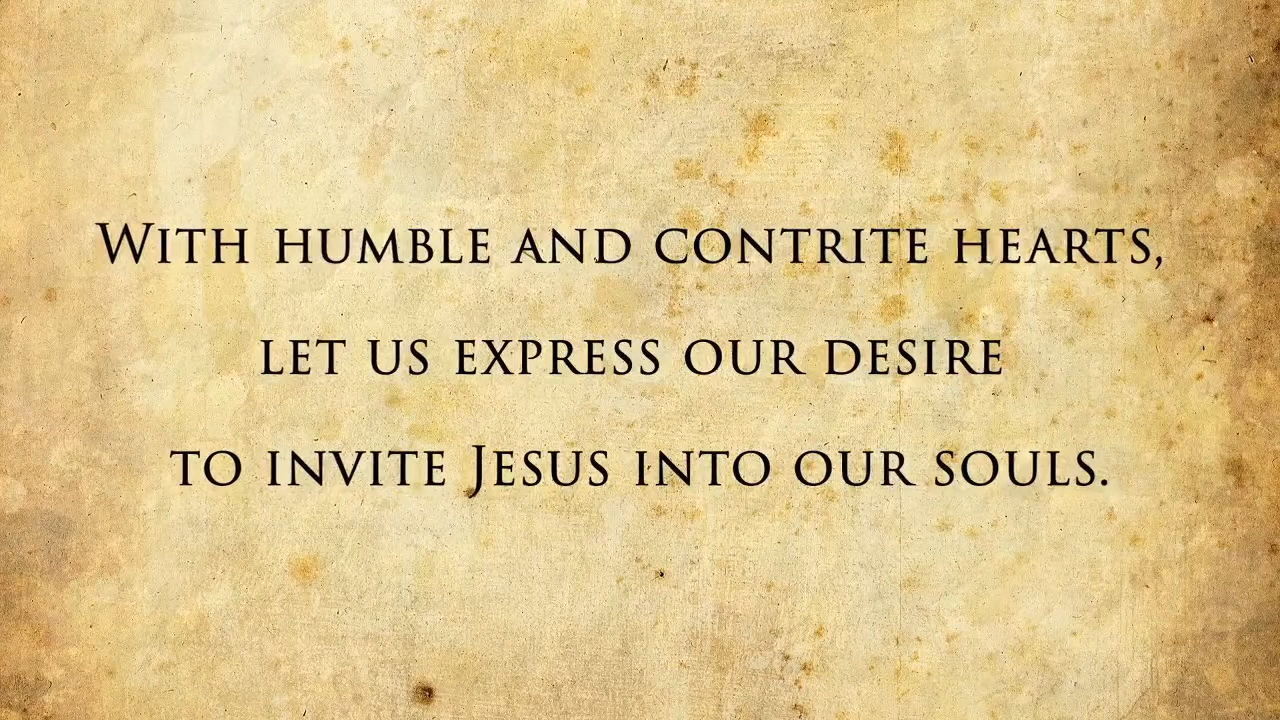 With humble and contrite hearts,
let us express our desire
to invite Jesus into our souls.